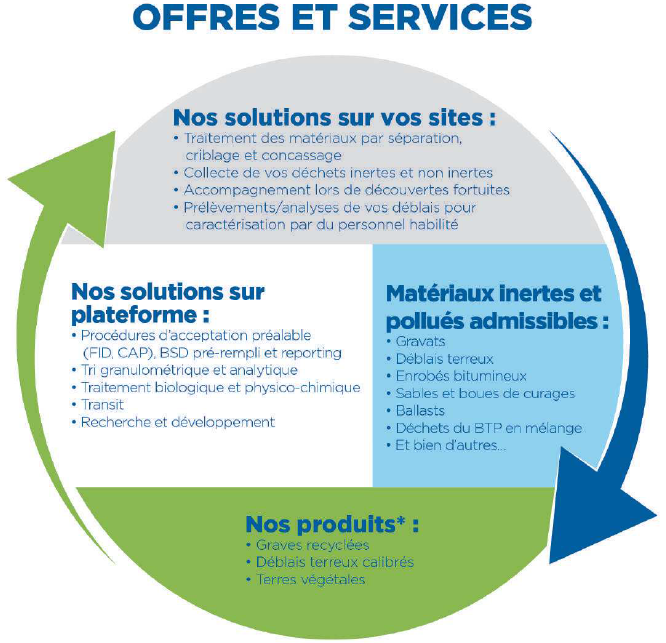 OFFRES ET SERVICES
Nos solutions sur vos sites :
• Traitement des matériaux par séparation,
criblage et concassage
• Collecte de vos déchets inertes et non inertes
• Accompagnement lors de découvertes fortuites
• Prélèvements/analyses de vos déblais pour
caractérisation par du personnel habilité
Nos solutions sur
plateforme :
• Procédures d'acceptation préalable
(FID, CAP), BSD pré-rempli et reporting
• Tri granulométrique et analytique
• Traitement biologique et physico-chimique
• Transit
• Recherche et développement
Matériaux inertes et
pollués admissibles :
• Gravats
• Déblais terreux
• Enrobés bitumineux
• Sables et boues de curages
• Ballasts
• Déchets du BTP en mélange
• Et bien d'autres...
Nos produits* :
• Graves recyclées
• Déblais terreux calibrés
• Terres végétales